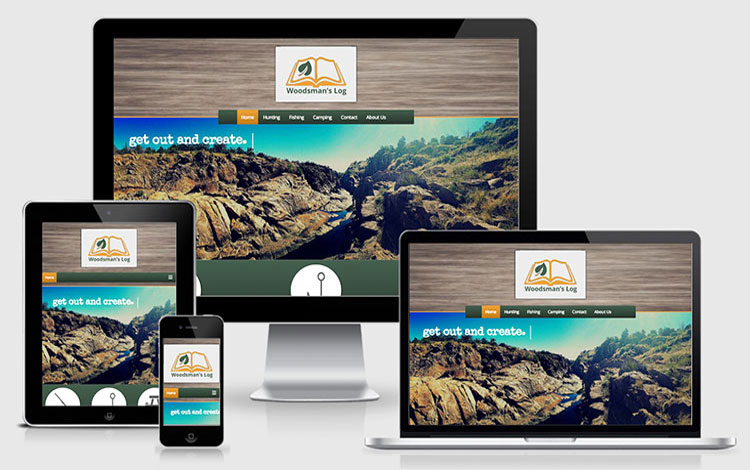 Woodsman's Log
Home Hunting Fishing Camping Contact About Us
get out and create.
Woodsman's Log
Home
get out and create.
Woodsman's Log
Home
get out and create
Woodsman's Log
Home Hunting Fishing Camping Contact About Us
get out and create.